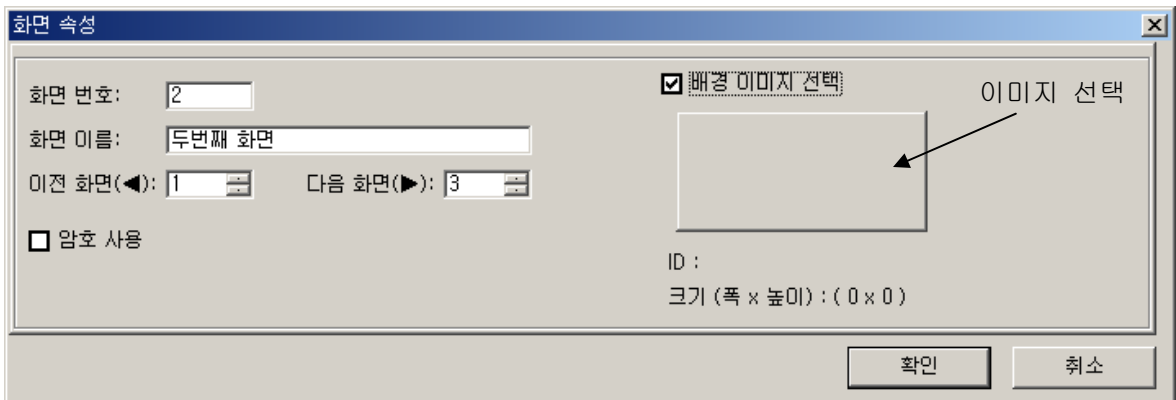 화면 속성
화면 번호: 2
화면 이름: 두번째 화면
이전 화면(◀): 1 다음 화면(▶): 3
암호 사용
배경 이미지 선택
이미지 선택
ID :
크기 (폭 x 높이) : ( 0 x 0 )
확인 취소